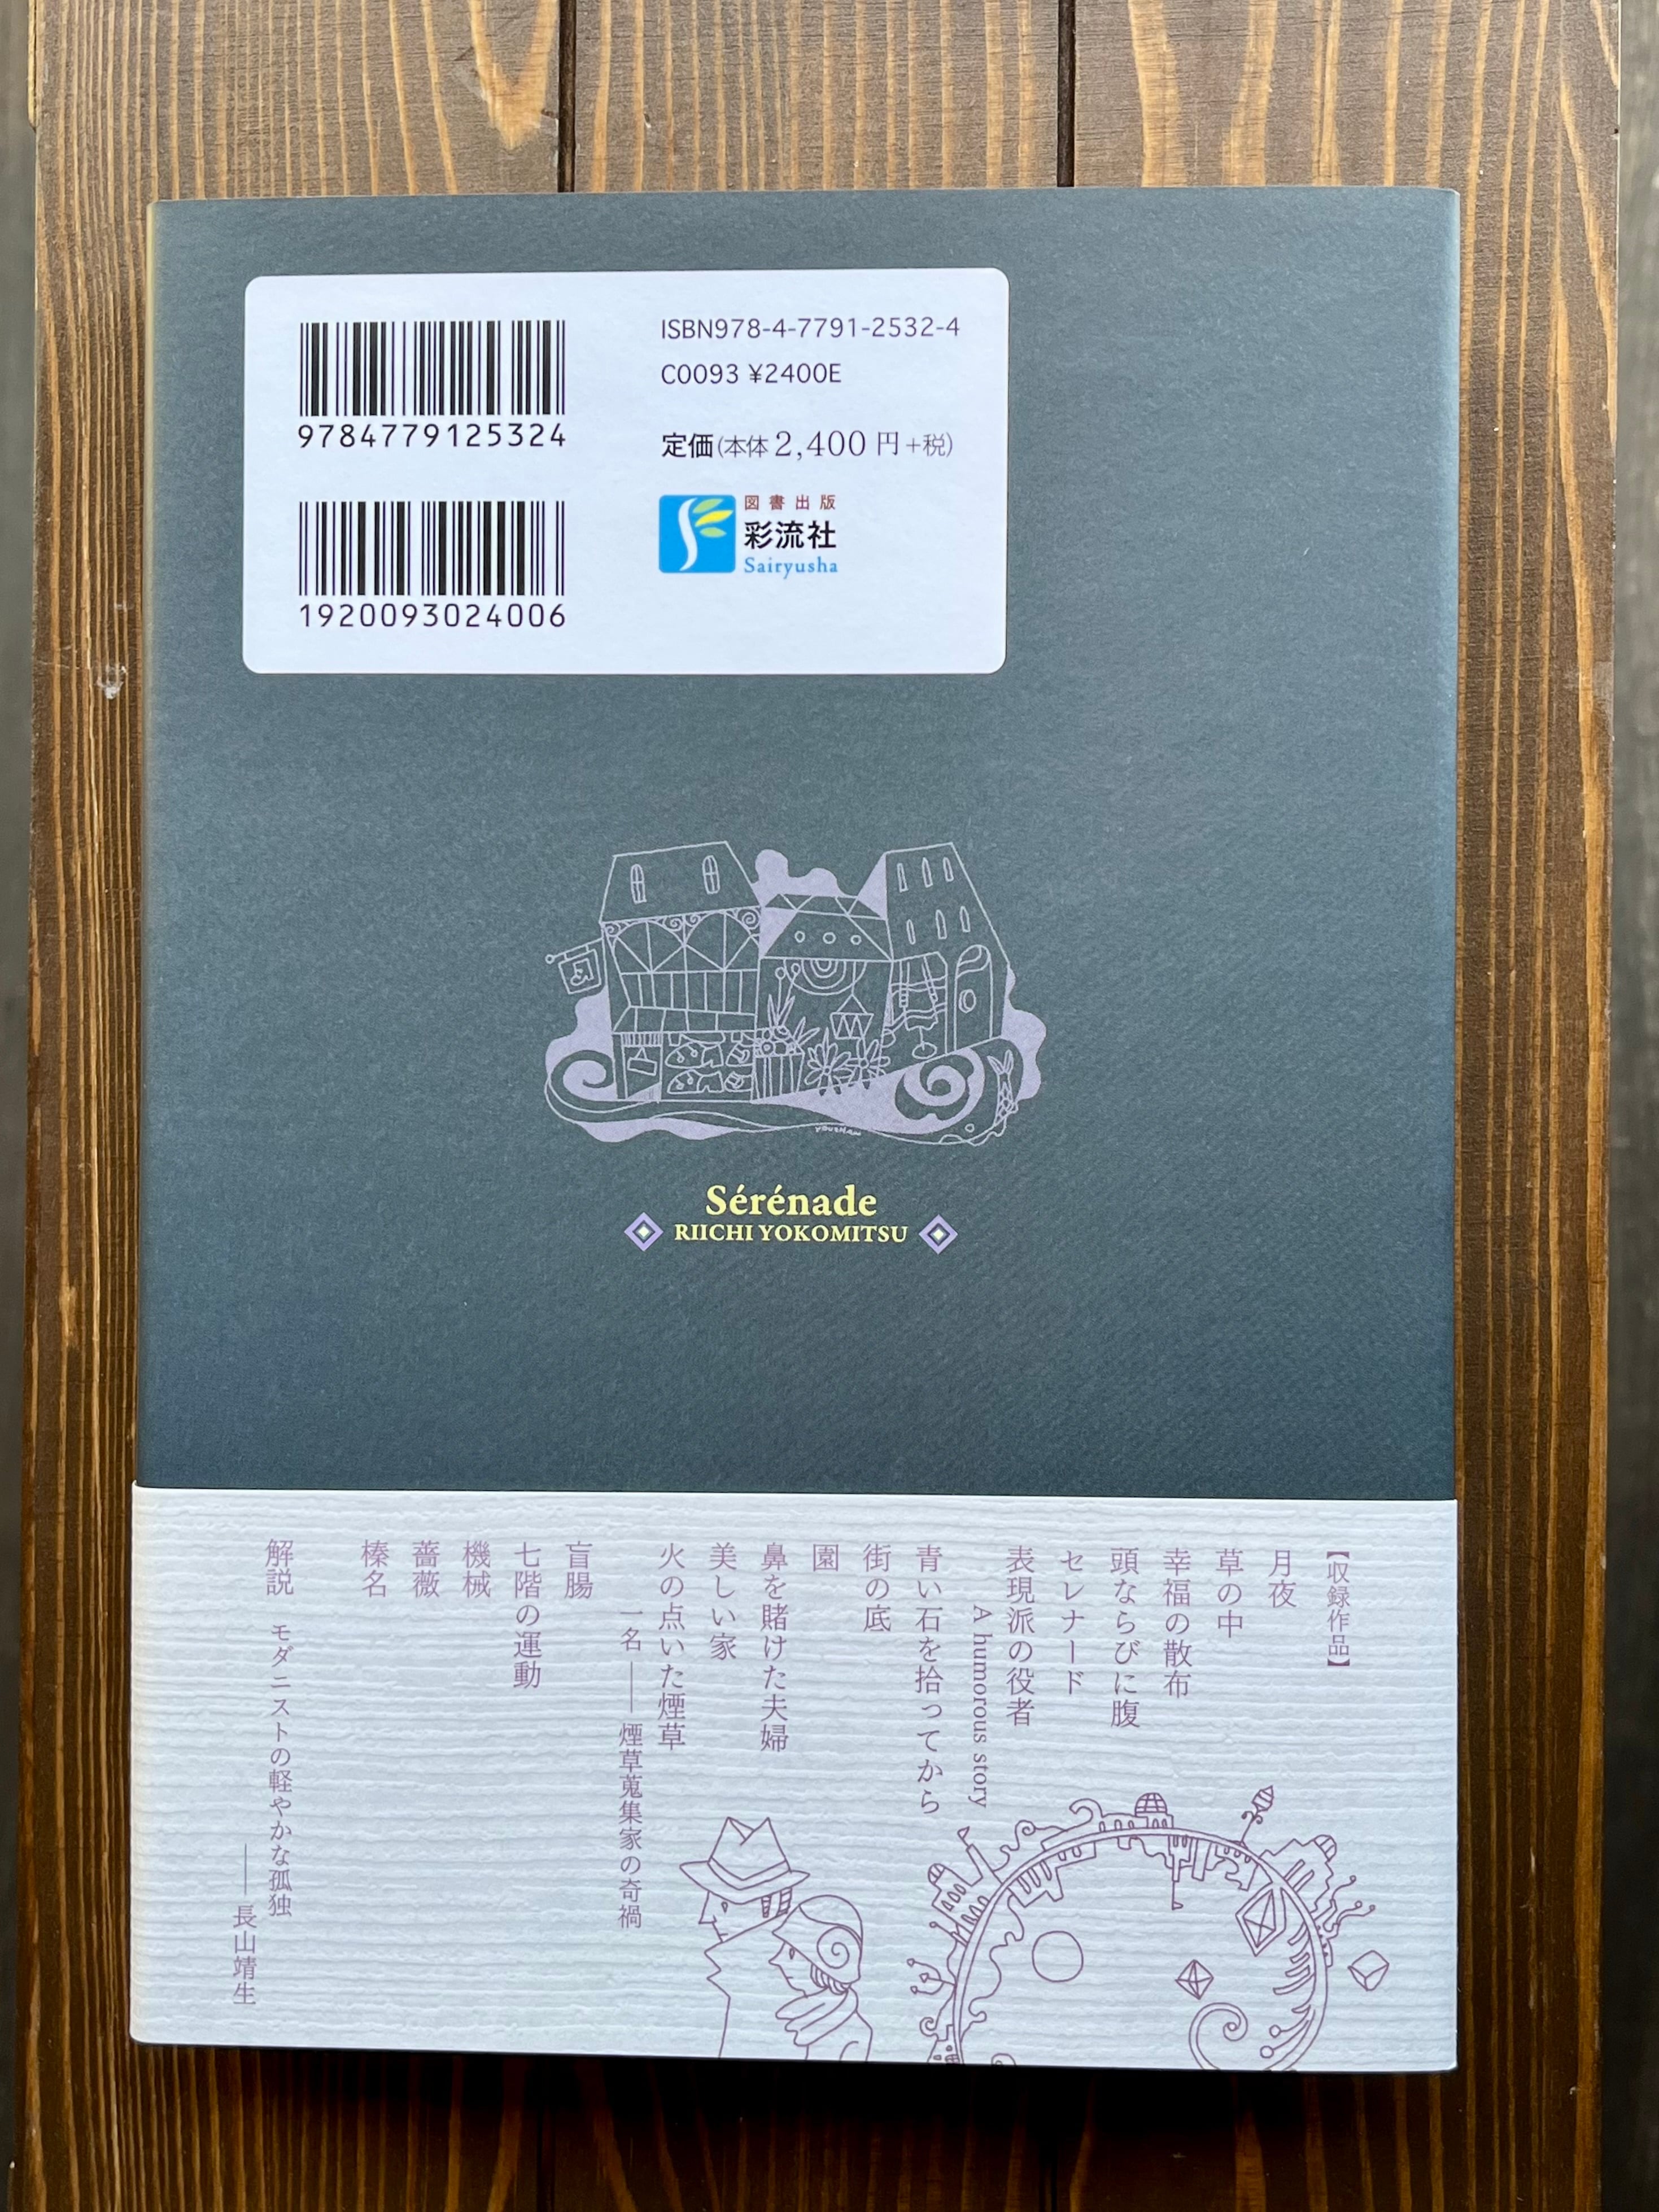 9784779125324
1920093024006
ISBN978-4-7791-2532-4
C0093 ¥2400E
定価(本体2,400円+税)
図書出版
彩流社
Sairyusha
Sérénade
RIICHI YOKOMITSU
【収録作品】
月夜
草の中
幸福の散布
頭ならびに腹
セレナード
表現派の役者
A humorous story
青い石を拾ってから
街の底
園
鼻を賭けた夫婦
美しい家
火の点いた煙草
一名――煙草蒐集家の奇禍
盲腸
七階の運動
機械
薔薇
榛名
解説 モダニストの軽やかな孤独
――長山靖生